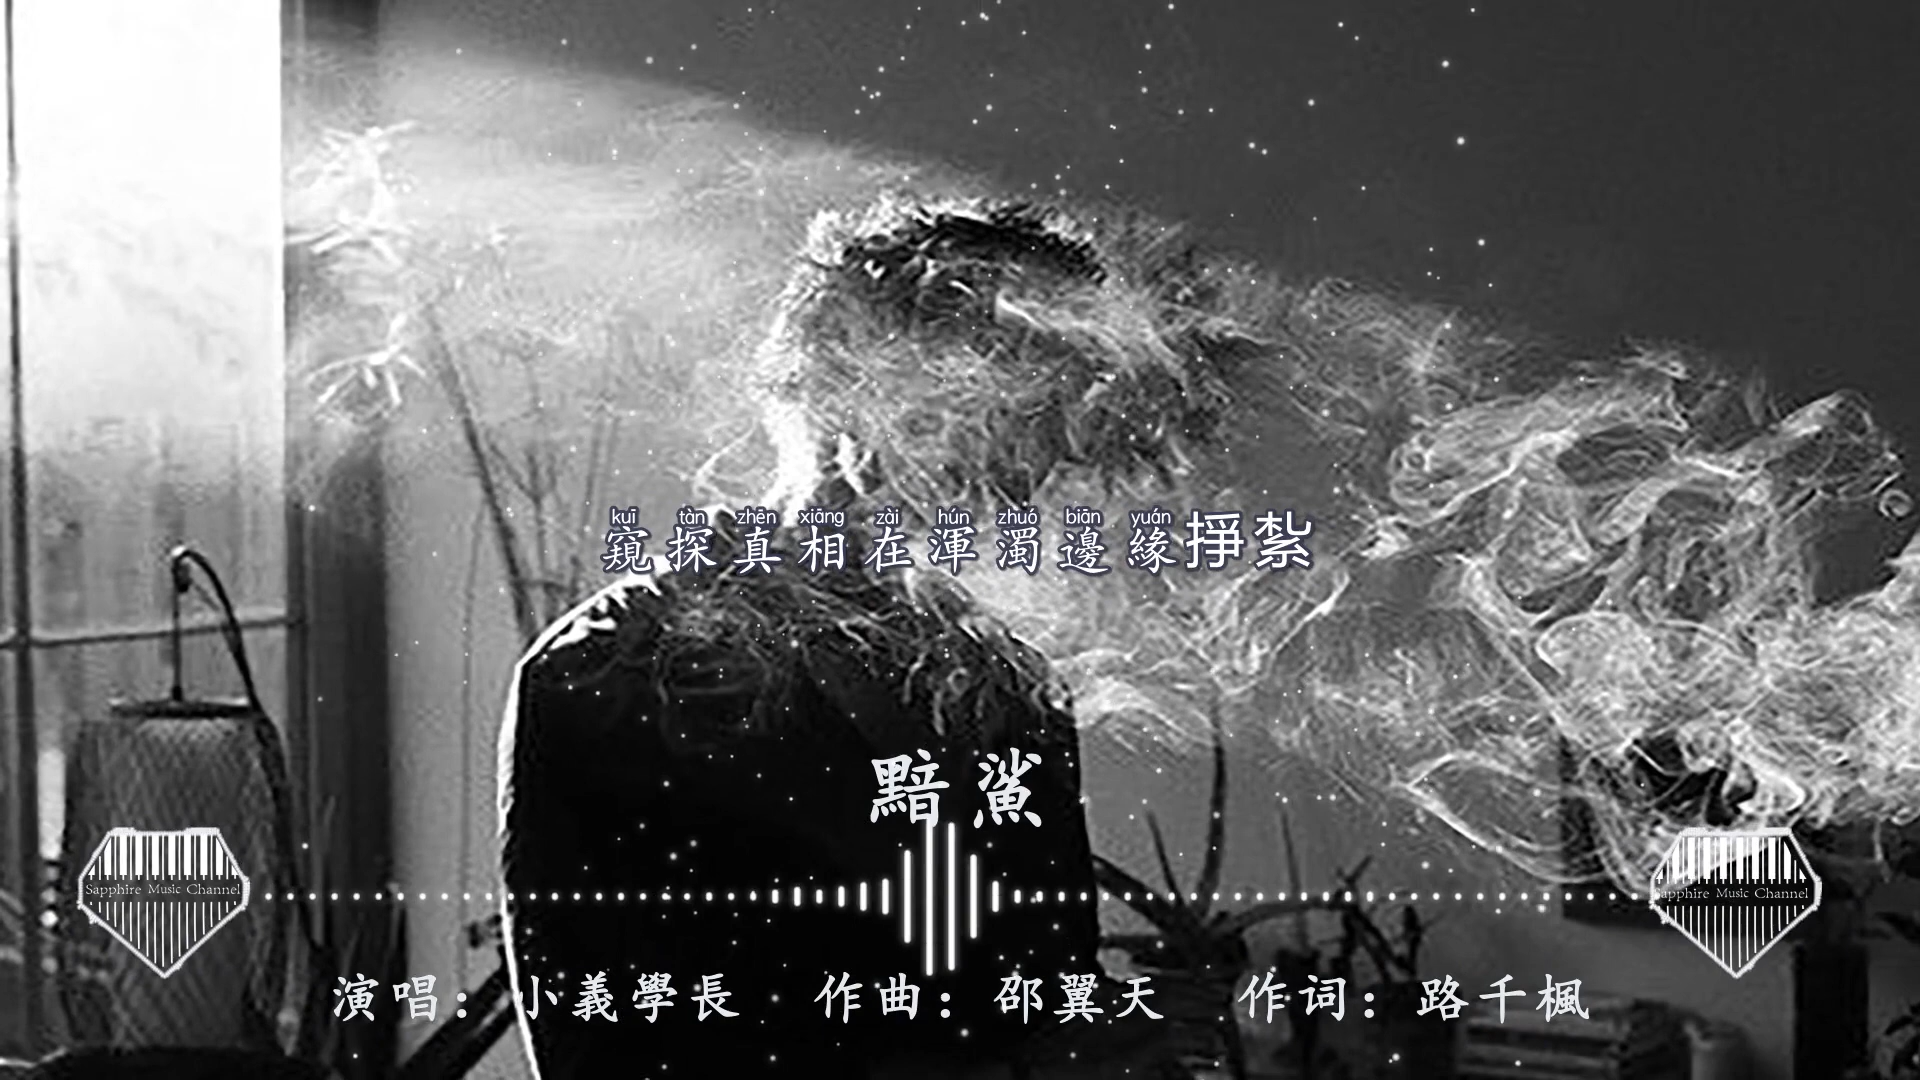 kuī tàn zhēn xiāng zài hún zhuó biān yuán
窺探真相在渾濁邊緣掙紮
黯鯊
Sapphire Music Channel
Sapphire Music Channel
演唱：小義學長 作曲：邵翼天 作词：路千楓